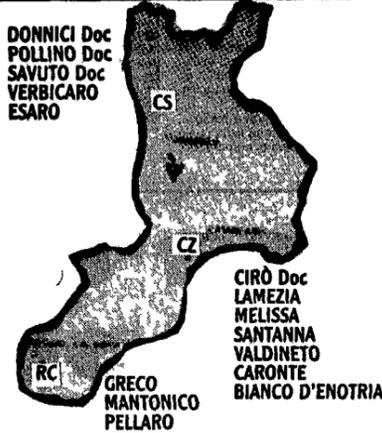 DONNICI Doc
POLLINO Doc
SAVUTO Doc
VERBICARO
ESARO
CS
CZ
CIRÒ Doc
LAMEZIA
MELISSA
SANTANNA
VALDINETO
CARONTE
BIANCO D'ENOTRIA
RC
GRECO
MANTONICO
PELLARO